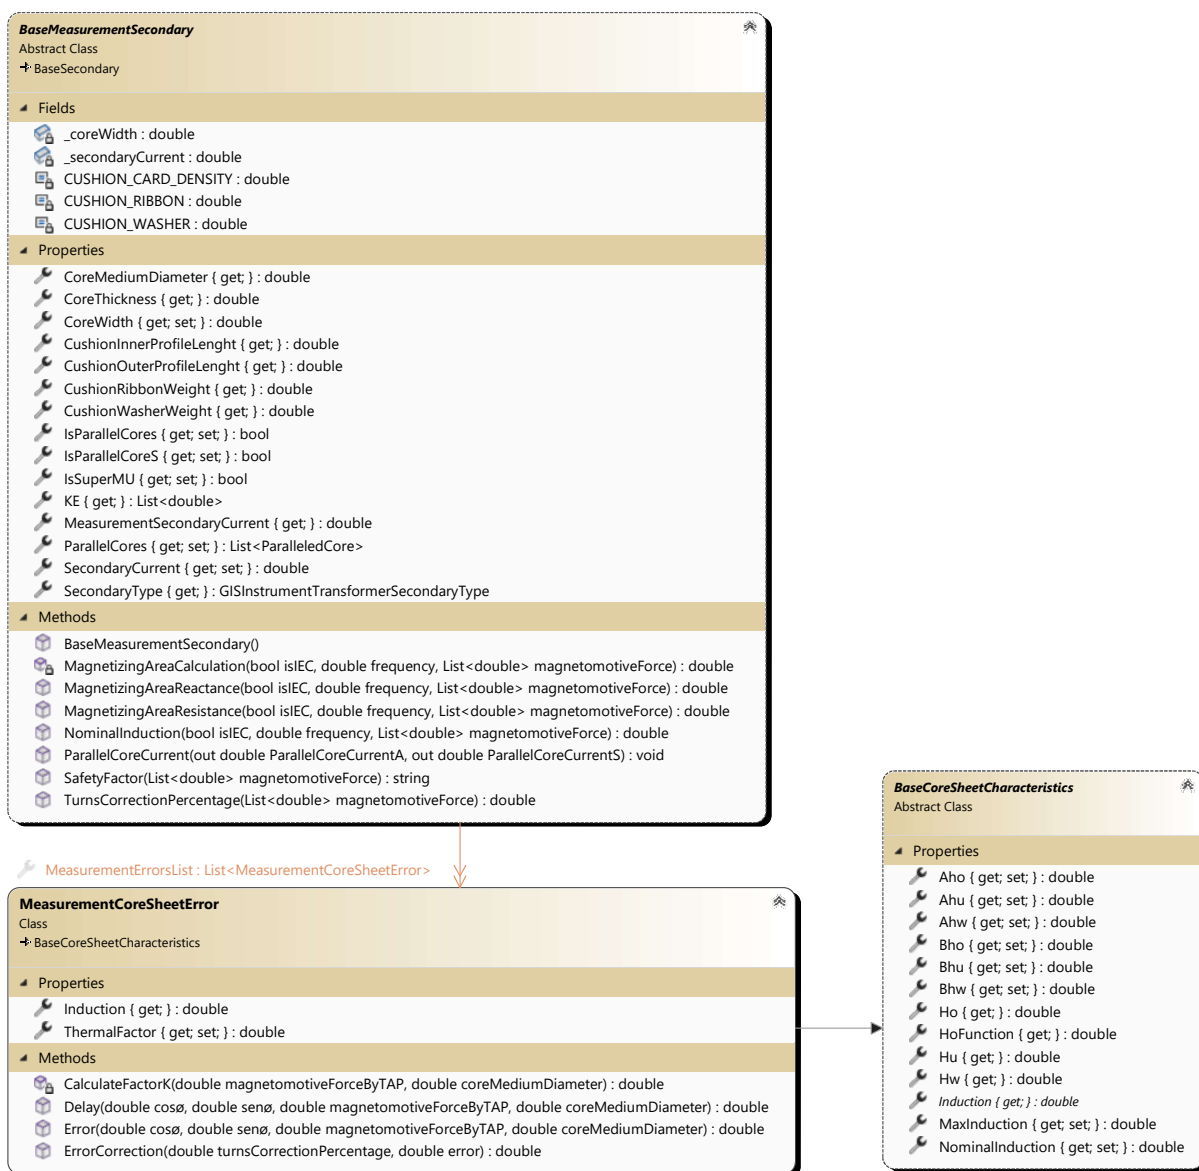 BaseMeasurementSecondary
Abstract Class
BaseSecondary
Fields
_coreWidth : double
_secondaryCurrent : double
CUSHION_CARD_DENSITY : double
CUSHION_RIBBON : double
CUSHION_WASHER : double
Properties
CoreMediumDiameter { get; } : double
CoreThickness { get; } : double
CoreWidth { get; set; } : double
CushionInnerProfileLenght { get; } : double
CushionOuterProfileLenght { get; } : double
CushionRibbonWeight { get; } : double
CushionWasherWeight { get; } : double
IsParallelCores { get; set; } : bool
IsParallelCoreS { get; set; } : bool
IsSuperMU { get; set; } : bool
KE { get; } : List<double>
MeasurementSecondaryCurrent { get; } : double
ParallelCores { get; set; } : List<ParalleledCore>
SecondaryCurrent { get; set; } : double
SecondaryType { get; } : GISInstrumentTransformerSecondaryType
Methods
BaseMeasurementSecondary()
MagnetizingAreaCalculation(bool isIEC, double frequency, List<double> magnetomotiveForce) : double
MagnetizingAreaReactance(bool isIEC, double frequency, List<double> magnetomotiveForce) : double
MagnetizingAreaResistance(bool isIEC, double frequency, List<double> magnetomotiveForce) : double
NominalInduction(bool isIEC, double frequency, List<double> magnetomotiveForce) : double
ParallelCoreCurrent(out double ParallelCoreCurrentA, out double ParallelCoreCurrentS) : void
SafetyFactor(List<double> magnetomotiveForce) : string
TurnsCorrectionPercentage(List<double> magnetomotiveForce) : double
MeasurementErrorsList : List<MeasurementCoreSheetError>
MeasurementCoreSheetError
Class
BaseCoreSheetCharacteristics
Properties
Induction { get; } : double
ThermalFactor { get; set; } : double
Methods
CalculateFactorK(double magnetomotiveForceByTAP, double coreMediumDiameter) : double
Delay(double cosø, double senø, double magnetomotiveForceByTAP, double coreMediumDiameter) : double
Error(double cosø, double senø, double magnetomotiveForceByTAP, double coreMediumDiameter) : double
ErrorCorrection(double turnsCorrectionPercentage, double error) : double
BaseCoreSheetCharacteristics
Abstract Class
Properties
Aho { get; set; } : double
Ahu { get; set; } : double
Ahw { get; set; } : double
Bho { get; set; } : double
Bhu { get; set; } : double
Bhw { get; set; } : double
Ho { get; } : double
HoFunction { get; } : double
Hu { get; } : double
Hw { get; } : double
Induction { get; } : double
MaxInduction { get; set; } : double
NominalInduction { get; set; } : double